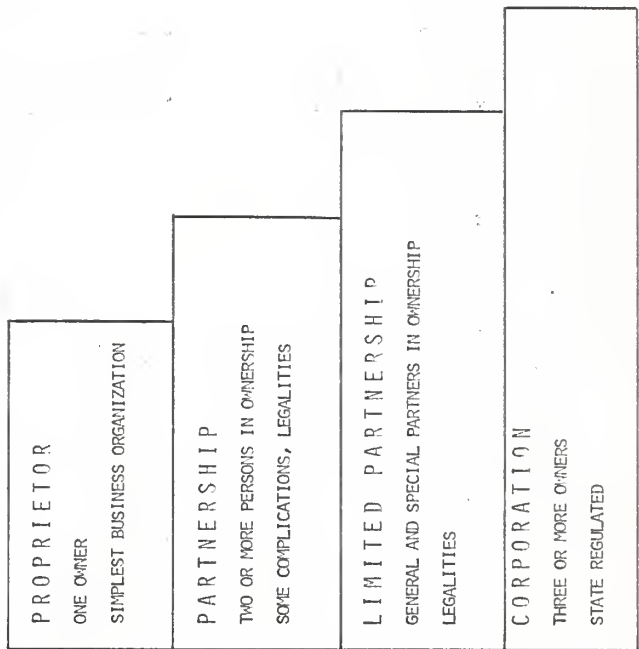 PROPRIETOR
ONE OWNER
SIMPLEST BUSINESS ORGANIZATION
PARTNERSHIP
TWO OR MORE PERSONS IN OWNERSHIP
SOME COMPLICATIONS, LEGALITIES
LIMITED PARTNERSHIP
GENERAL AND SPECIAL PARTNERS IN OWNERSHIP
LEGALITIES
CORPORATION
THREE OR MORE OWNERS
STATE REGULATED